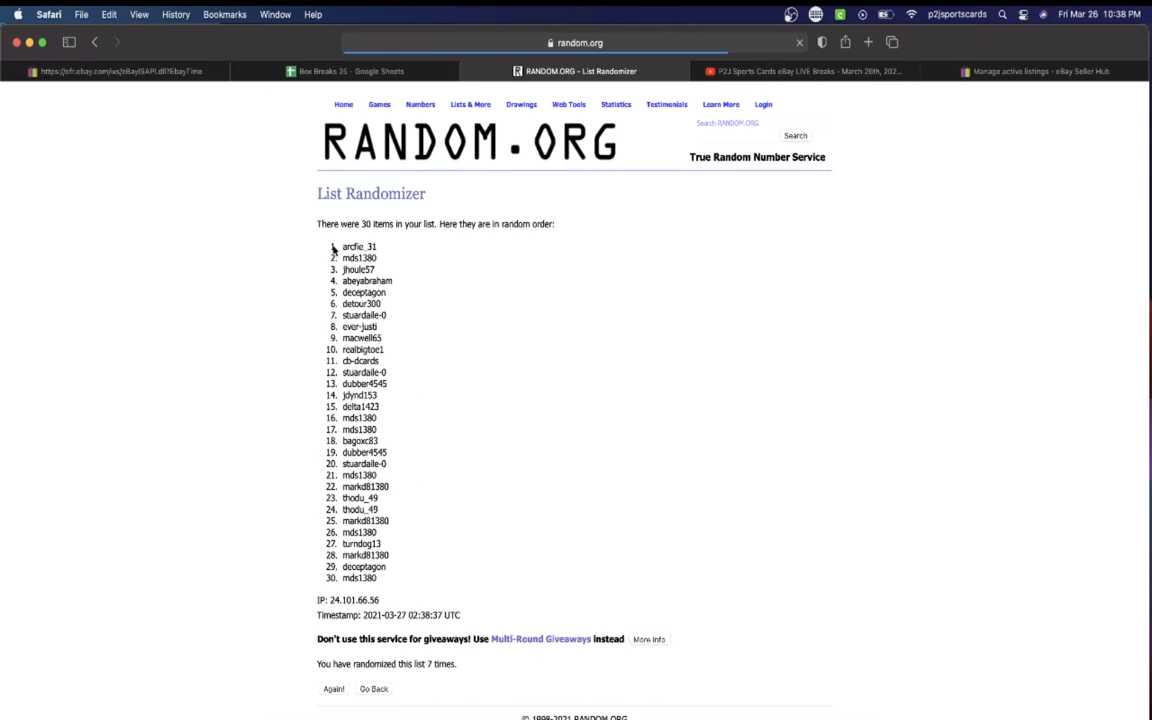 Safari File Edit View History Bookmarks Window Help p2jsportscards Fri Mar 26 10:38 PM
random.org
https://ofr.ebay.com/ws/eBayISAPI.dll?EbayTime Box Breaks 25 - Google Sheets RANDOM.ORG - List Randomizer P2J Sports Cards eBay LIVE Breaks - March 26th, 202... Manage active listings - eBay Seller Hub
Home Games Numbers Lists & More Drawings Web Tools Statistics Testimonials Learn More Login
Search RANDOM.ORG
Search
RANDOM.ORG
True Random Number Service
List Randomizer
There were 30 items in your list. Here they are in random order:
1. arcfie_31
2. mds1380
3. jhoule57
4. abeyabraham
5. deceptagon
6. detour300
7. stuardaile-0
8. ever-justi
9. macwell65
10. realbigtoe1
11. cb-dcards
12. stuardaile-0
13. dubber4545
14. jdynd153
15. delta1423
16. mds1380
17. mds1380
18. bagoxc83
19. dubber4545
20. stuardaile-0
21. mds1380
22. markd81380
23. thodu_49
24. thodu_49
25. markd81380
26. mds1380
27. turndog13
28. markd81380
29. deceptagon
30. mds1380
IP: 24.101.66.56
Timestamp: 2021-03-27 02:38:37 UTC
Don't use this service for giveaways! Use Multi-Round Giveaways instead More Info
You have randomized this list 7 times.
Again! Go Back
© 1998-2021 RANDOM.ORG